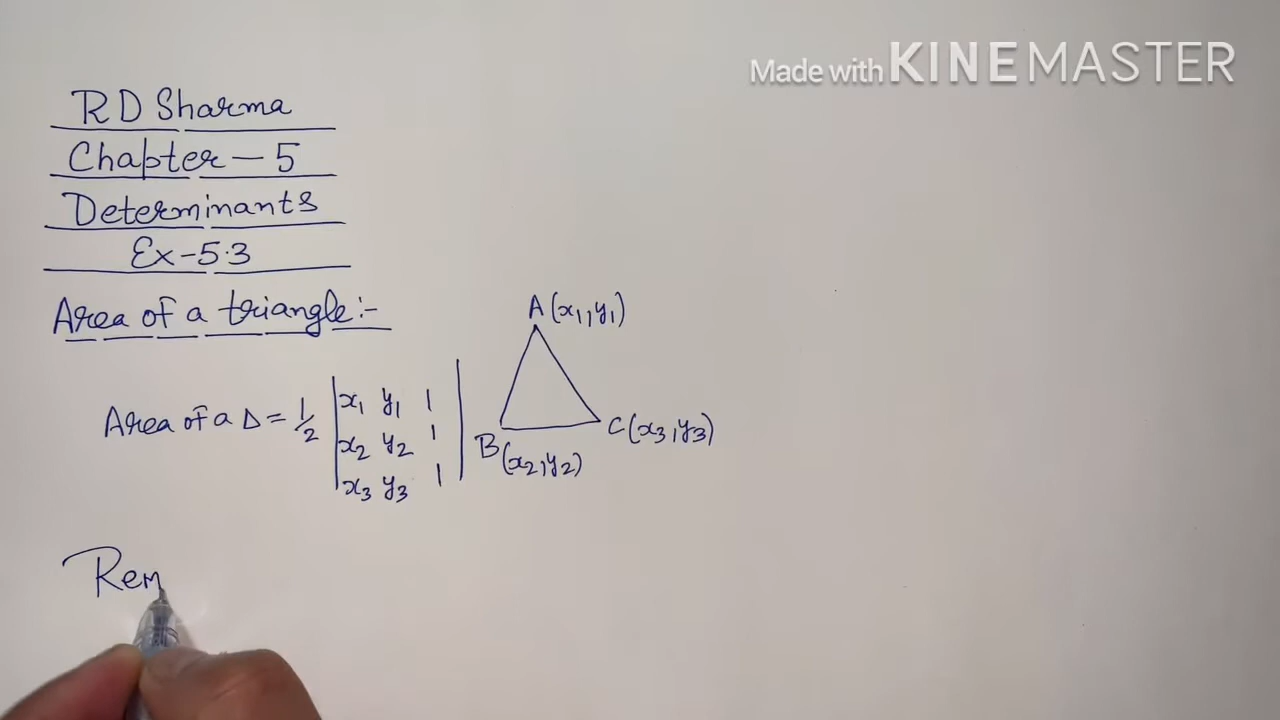 Made with KINEMASTER
RD Sharma
Chapter - 5
Determinants
Ex-5.3
Area of a triangle:-
A(x₁,y₁)
Area of a Δ = 1/2 | x₁ y₁ 1 |
| x₂ y₂ 1 |
| x₃ y₃ 1 |
B(x₂,y₂)
C(x₃,y₃)
Rem